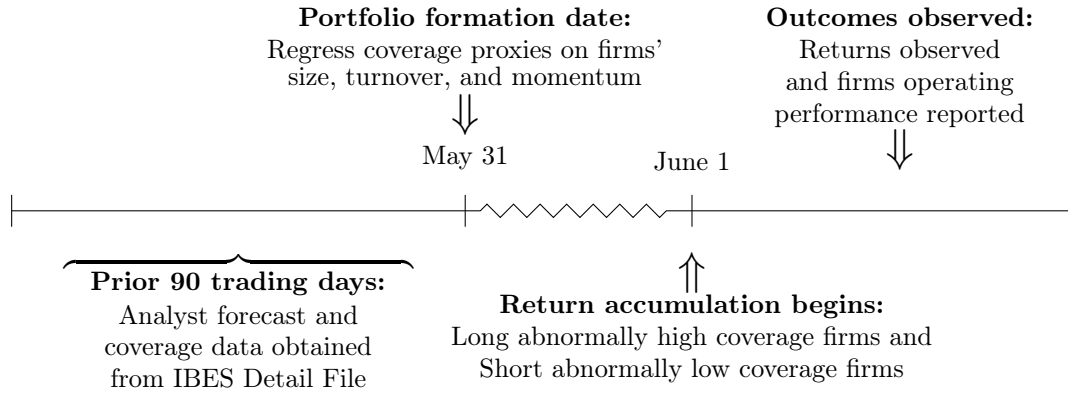 Portfolio formation date:
Regress coverage proxies on firms'
size, turnover, and momentum
May 31
Outcomes observed:
Returns observed
and firms operating
performance reported
June 1
Prior 90 trading days:
Analyst forecast and
coverage data obtained
from IBES Detail File
Return accumulation begins:
Long abnormally high coverage firms and
Short abnormally low coverage firms